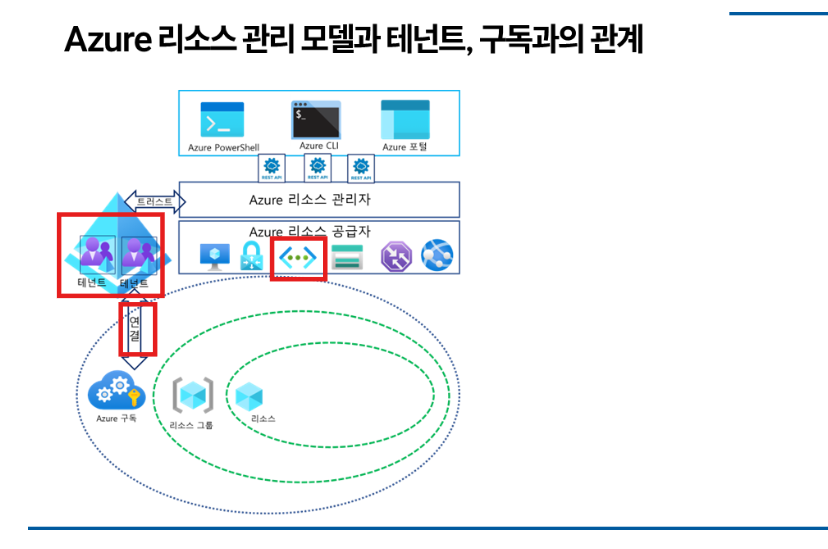 Azure 리소스 관리 모델과 테넌트, 구독과의 관계
$_
Azure PowerShell
Azure CLI
Azure 포털
REST API
REST API
REST API
트러스트
Azure 리소스 관리자
Azure 리소스 공급자
테넌트
테넌트
연
결
Azure 구독
리소스 그룹
리소스